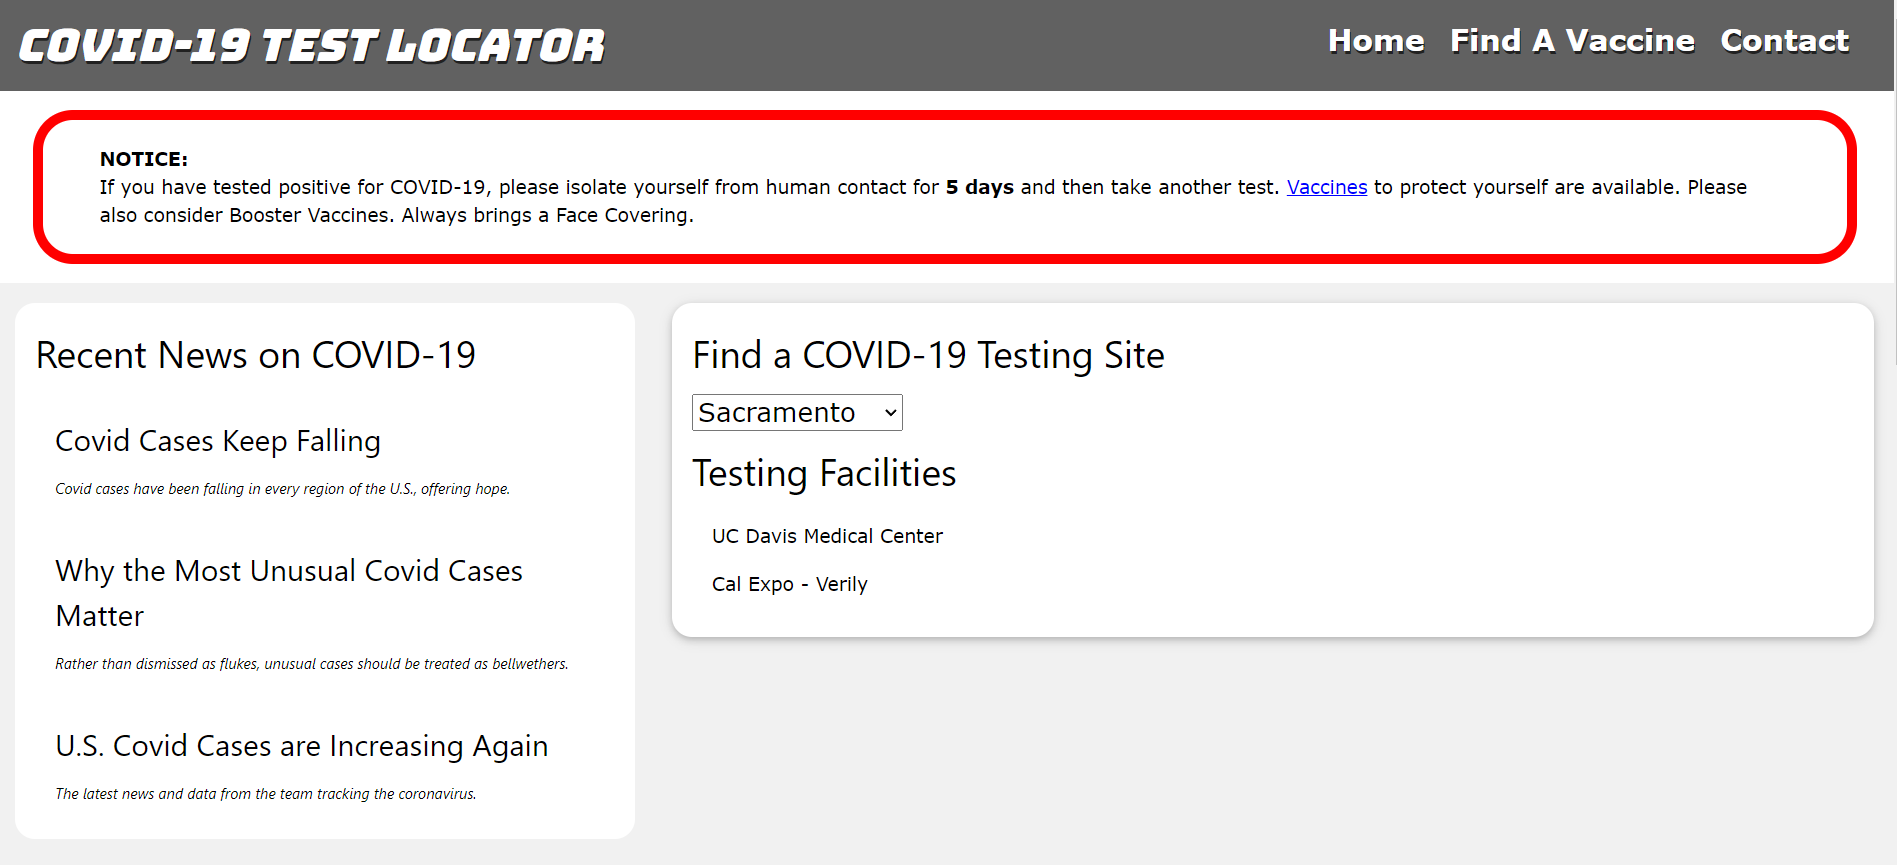 COVID-19 TEST LOCATOR
Home Find A Vaccine Contact
NOTICE:
If you have tested positive for COVID-19, please isolate yourself from human contact for 5 days and then take another test. Vaccines to protect yourself are available. Please
also consider Booster Vaccines. Always brings a Face Covering.
Recent News on COVID-19
Covid Cases Keep Falling
Covid cases have been falling in every region of the U.S., offering hope.
Why the Most Unusual Covid Cases
Matter
Rather than dismissed as flukes, unusual cases should be treated as bellwethers.
U.S. Covid Cases are Increasing Again
The latest news and data from the team tracking the coronavirus.
Find a COVID-19 Testing Site
Sacramento
Testing Facilities
UC Davis Medical Center
Cal Expo - Verily